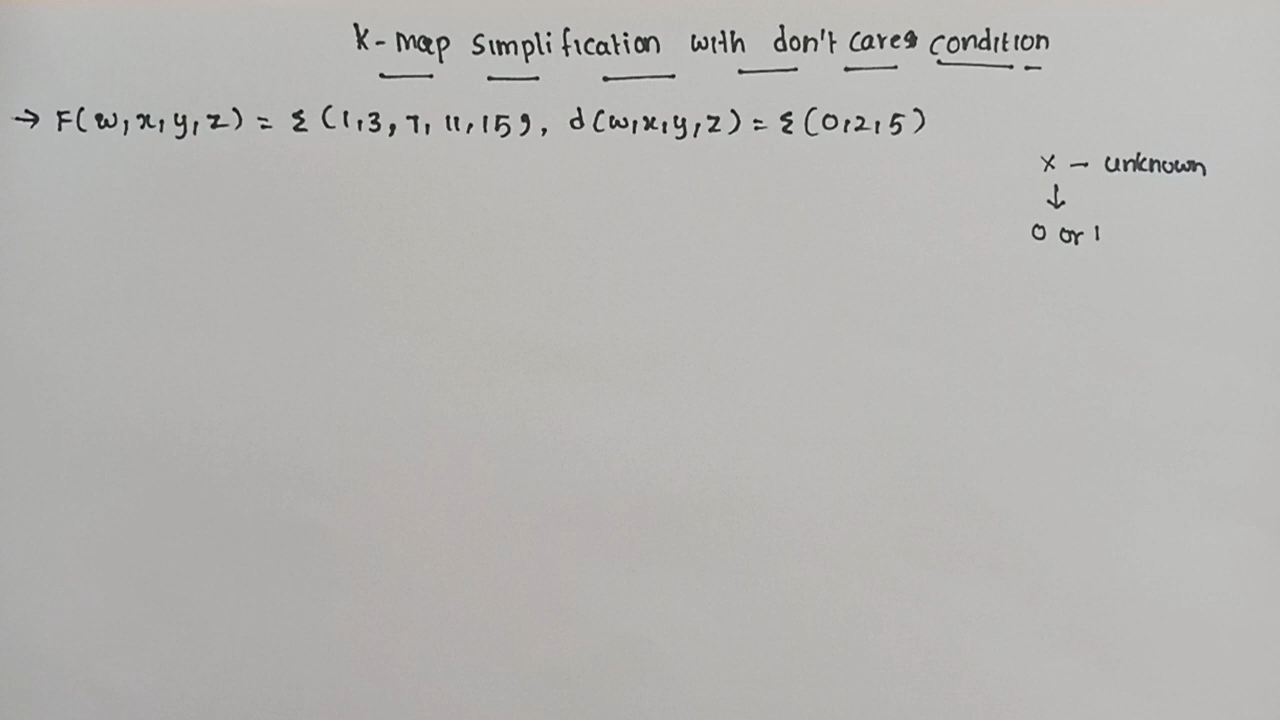 K-map simplification with don't cares condition
→ F(w,x,y,z) = Σ (1,3,7,11,15), d(w,x,y,z) = Σ (0,2,5)
x - unknown
↓
0 or 1